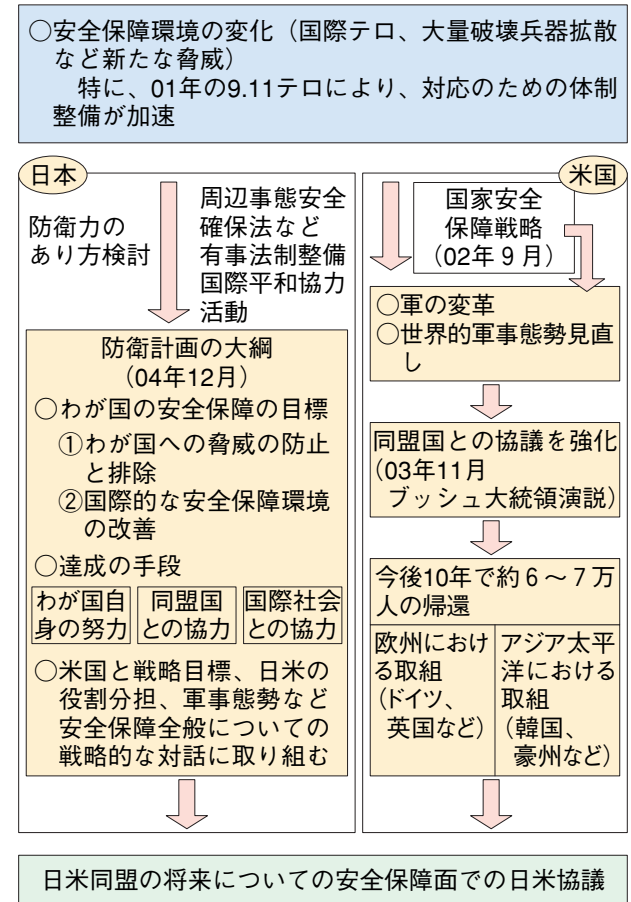 ○安全保障環境の変化（国際テロ、大量破壊兵器拡散
など新たな脅威）
特に、01年の9.11テロにより、対応のための体制
整備が加速
日本
防衛力の
あり方検討
周辺事態安全
確保法など
有事法制整備
国際平和協力
活動
防衛計画の大綱
（04年12月）
○わが国の安全保障の目標
①わが国への脅威の防止
と排除
②国際的な安全保障環境
の改善
○達成の手段
わが国自
身の努力
同盟国
との協力
国際社会
との協力
○米国と戦略目標、日米の
役割分担、軍事態勢など
安全保障全般についての
戦略的な対話に取り組む
米国
国家安全
保障戦略
（02年９月）
○軍の変革
○世界的軍事態勢見直
し
同盟国との協議を強化
（03年11月
ブッシュ大統領演説）
今後10年で約６～７万
人の帰還
欧州におけ
る取組
（ドイツ、
英国など）
アジア太平
洋における
取組
（韓国、
豪州など）
日米同盟の将来についての安全保障面での日米協議